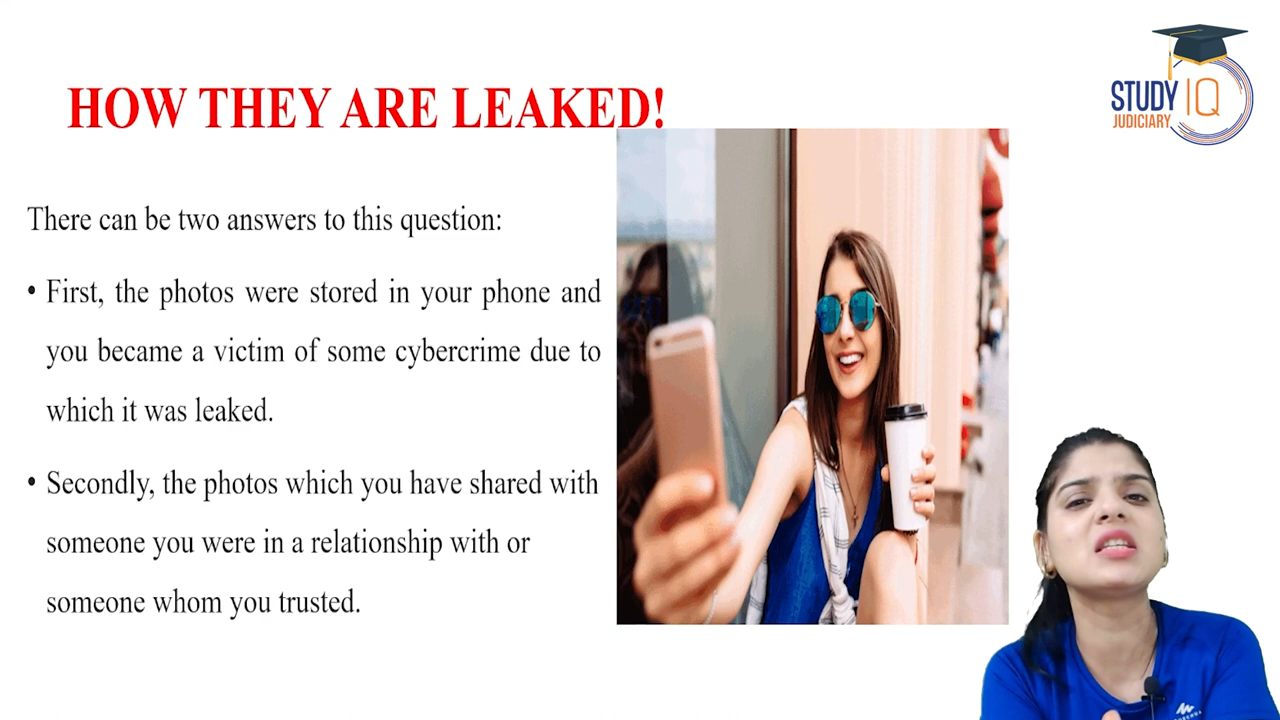 HOW THEY ARE LEAKED!
STUDY IQ
JUDICIARY
There can be two answers to this question:
• First, the photos were stored in your phone and
you became a victim of some cybercrime due to
which it was leaked.
• Secondly, the photos which you have shared with
someone you were in a relationship with or
someone whom you trusted.